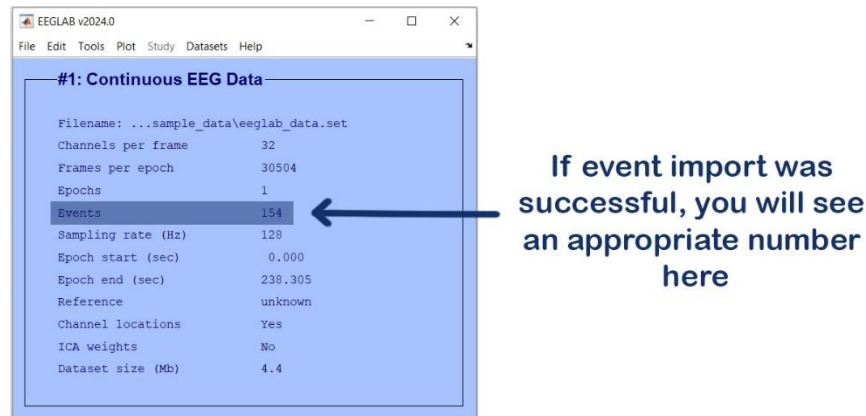 EEGLAB v2024.0
File Edit Tools Plot Study Datasets Help
#1: Continuous EEG Data
Filename: ...sample_data\eeglab_data.set
Channels per frame 32
Frames per epoch 30504
Epochs 1
Events 154
Sampling rate (Hz) 128
Epoch start (sec) 0.000
Epoch end (sec) 238.305
Reference unknown
Channel locations Yes
ICA weights No
Dataset size (Mb) 4.4
If event import was
successful, you will see
an appropriate number
here